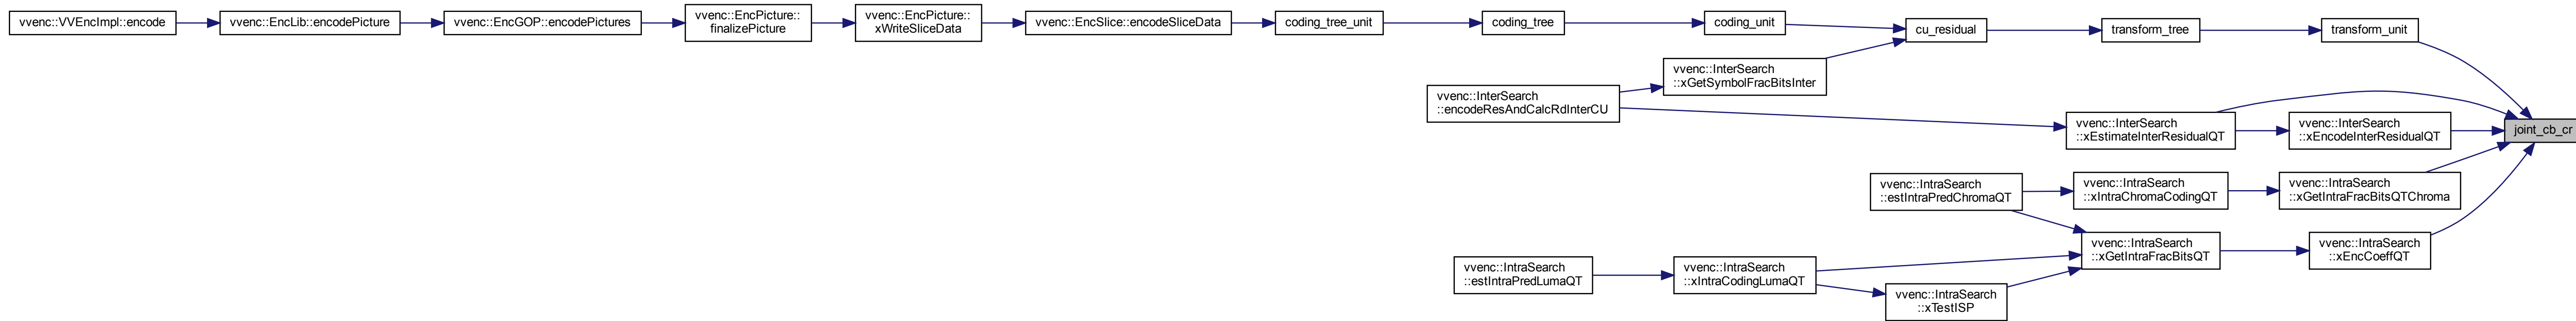 vvenc::VVEncImpl::encode
vvenc::EncLib::encodePicture
vvenc::EncGOP::encodePictures
vvenc::EncPicture::
finalizePicture
vvenc::EncPicture::
xWriteSliceData
vvenc::EncSlice::encodeSliceData
coding_tree_unit
coding_tree
coding_unit
cu_residual
transform_tree
transform_unit
vvenc::InterSearch
::xGetSymbolFracBitsInter
vvenc::InterSearch
::encodeResAndCalcRdInterCU
vvenc::InterSearch
::xEstimateInterResidualQT
vvenc::InterSearch
::xEncodeInterResidualQT
joint_cb_cr
vvenc::IntraSearch
::estIntraPredChromaQT
vvenc::IntraSearch
::xIntraChromaCodingQT
vvenc::IntraSearch
::xGetIntraFracBitsQTChroma
vvenc::IntraSearch
::xGetIntraFracBitsQT
vvenc::IntraSearch
::xEncCoeffQT
vvenc::IntraSearch
::estIntraPredLumaQT
vvenc::IntraSearch
::xIntraCodingLumaQT
vvenc::IntraSearch
::xTestISP